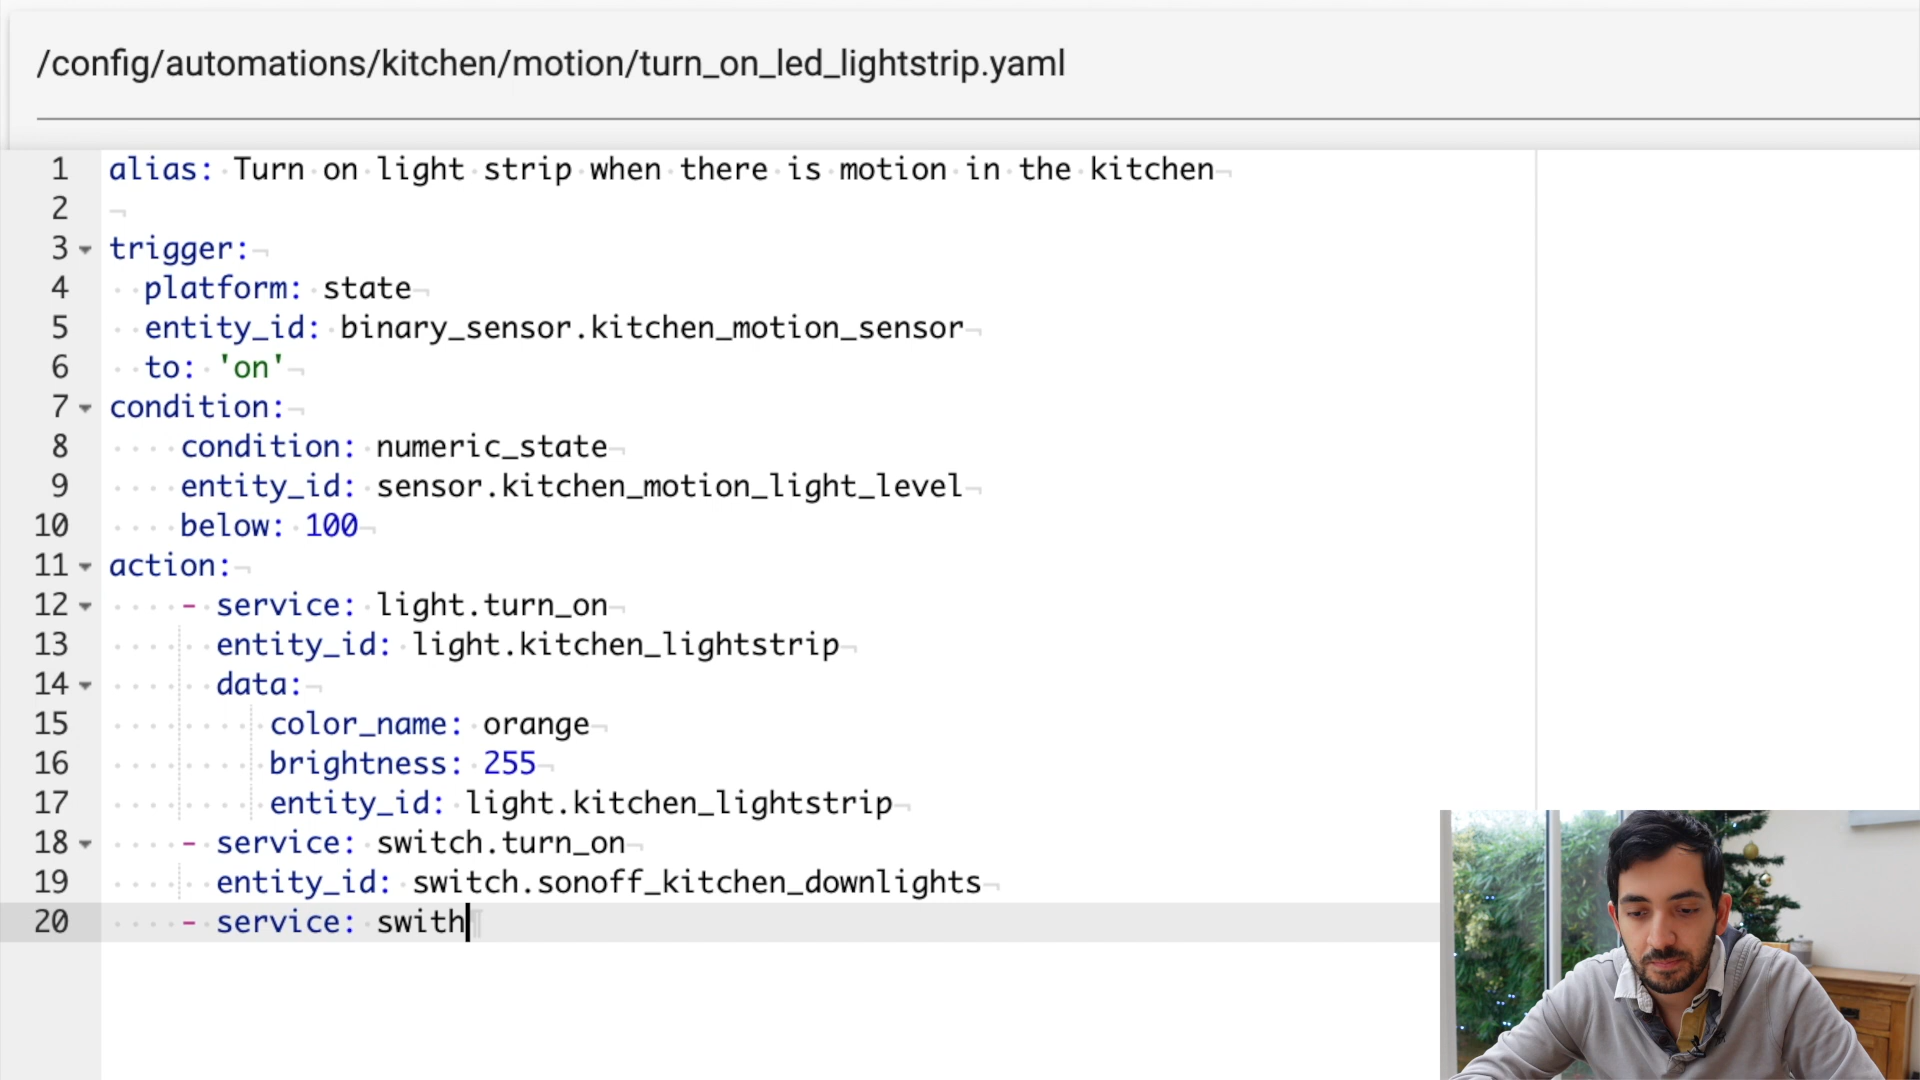 /config/automations/kitchen/motion/turn_on_led_lightstrip.yaml
1 alias: Turn on light strip when there is motion in the kitchen
2
3 trigger:
4 platform: state
5 entity_id: binary_sensor.kitchen_motion_sensor
6 to: 'on'
7 condition:
8 condition: numeric_state
9 entity_id: sensor.kitchen_motion_light_level
10 below: 100
11 action:
12 - service: light.turn_on
13 entity_id: light.kitchen_lightstrip
14 data:
15 color_name: orange
16 brightness: 255
17 entity_id: light.kitchen_lightstrip
18 - service: switch.turn_on
19 entity_id: switch.sonoff_kitchen_downlights
20 - service: swith